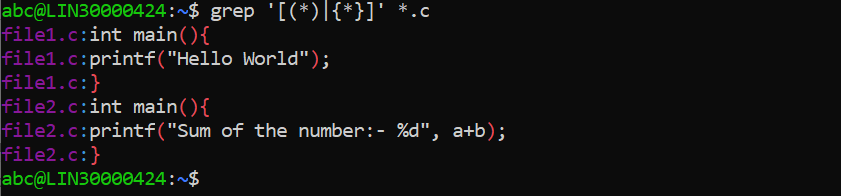 abc@LIN30000424:~$ grep '[(*)|{*}]' *.c
file1.c:int main(){
file1.c:printf("Hello World");
file1.c:}
file2.c:int main(){
file2.c:printf("Sum of the number:- %d", a+b);
file2.c:}
abc@LIN30000424:~$